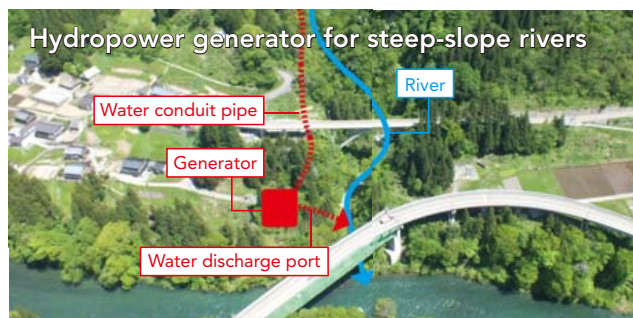 Hydropower generator for steep-slope rivers
River
Water conduit pipe
Generator
Water discharge port